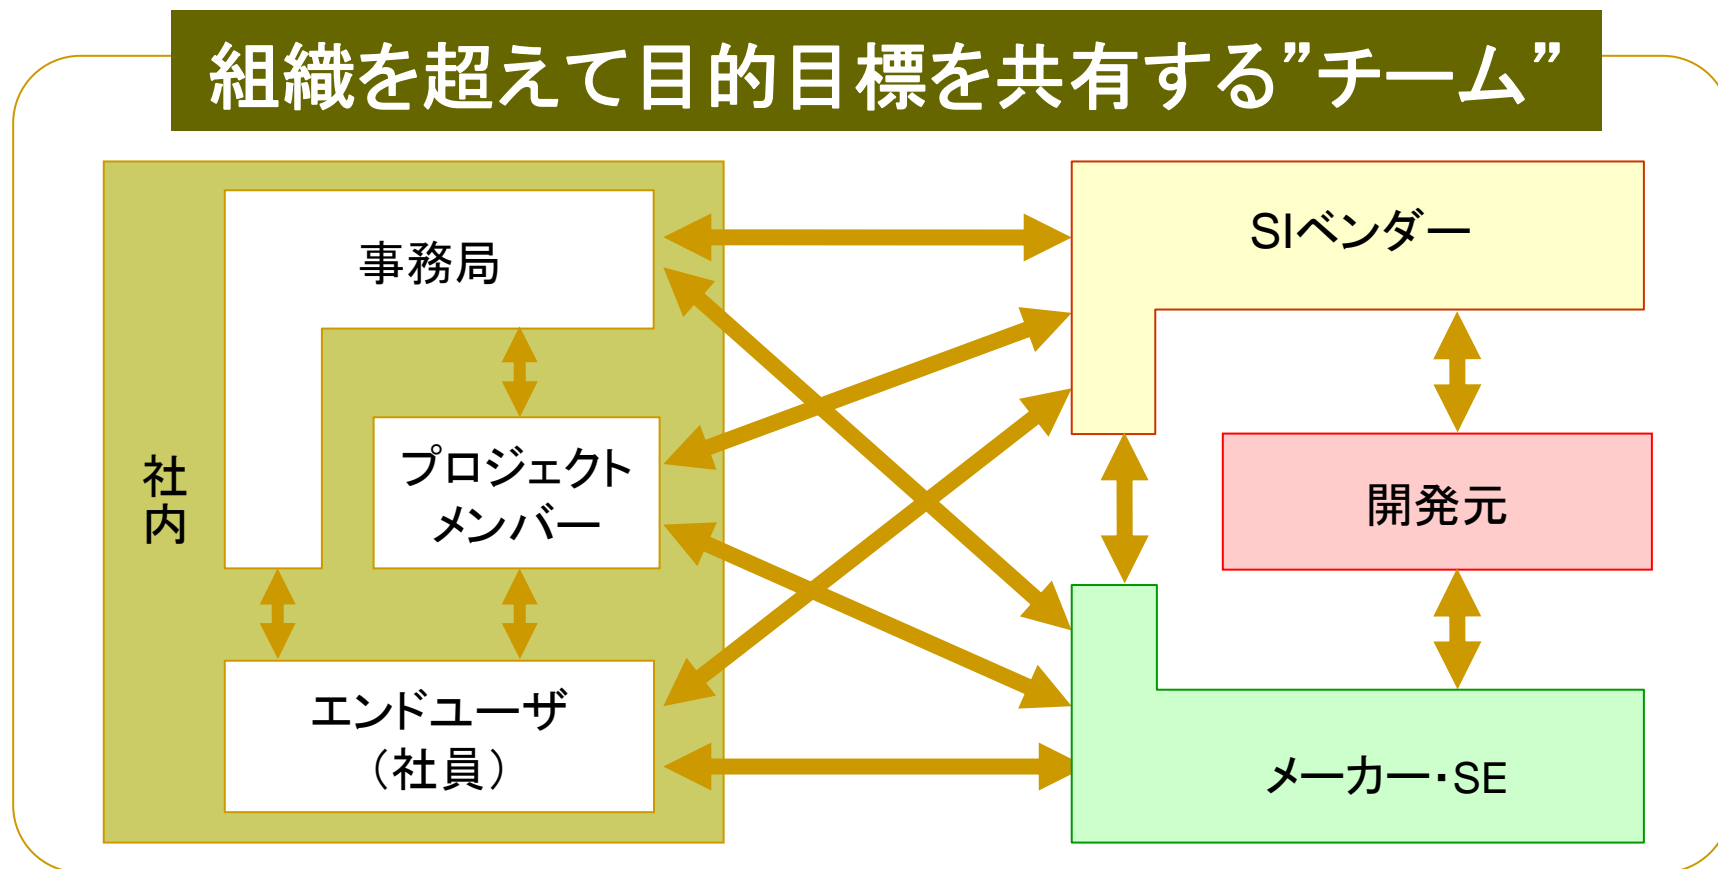 組織を超えて目的目標を共有する”チーム”
社内
事務局
プロジェクト
メンバー
エンドユーザ
（社員）
SIベンダー
開発元
メーカー・SE